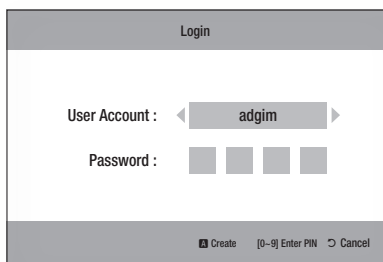 Login
User Account : adgim
Password :
A Create [0~9] Enter PIN Cancel